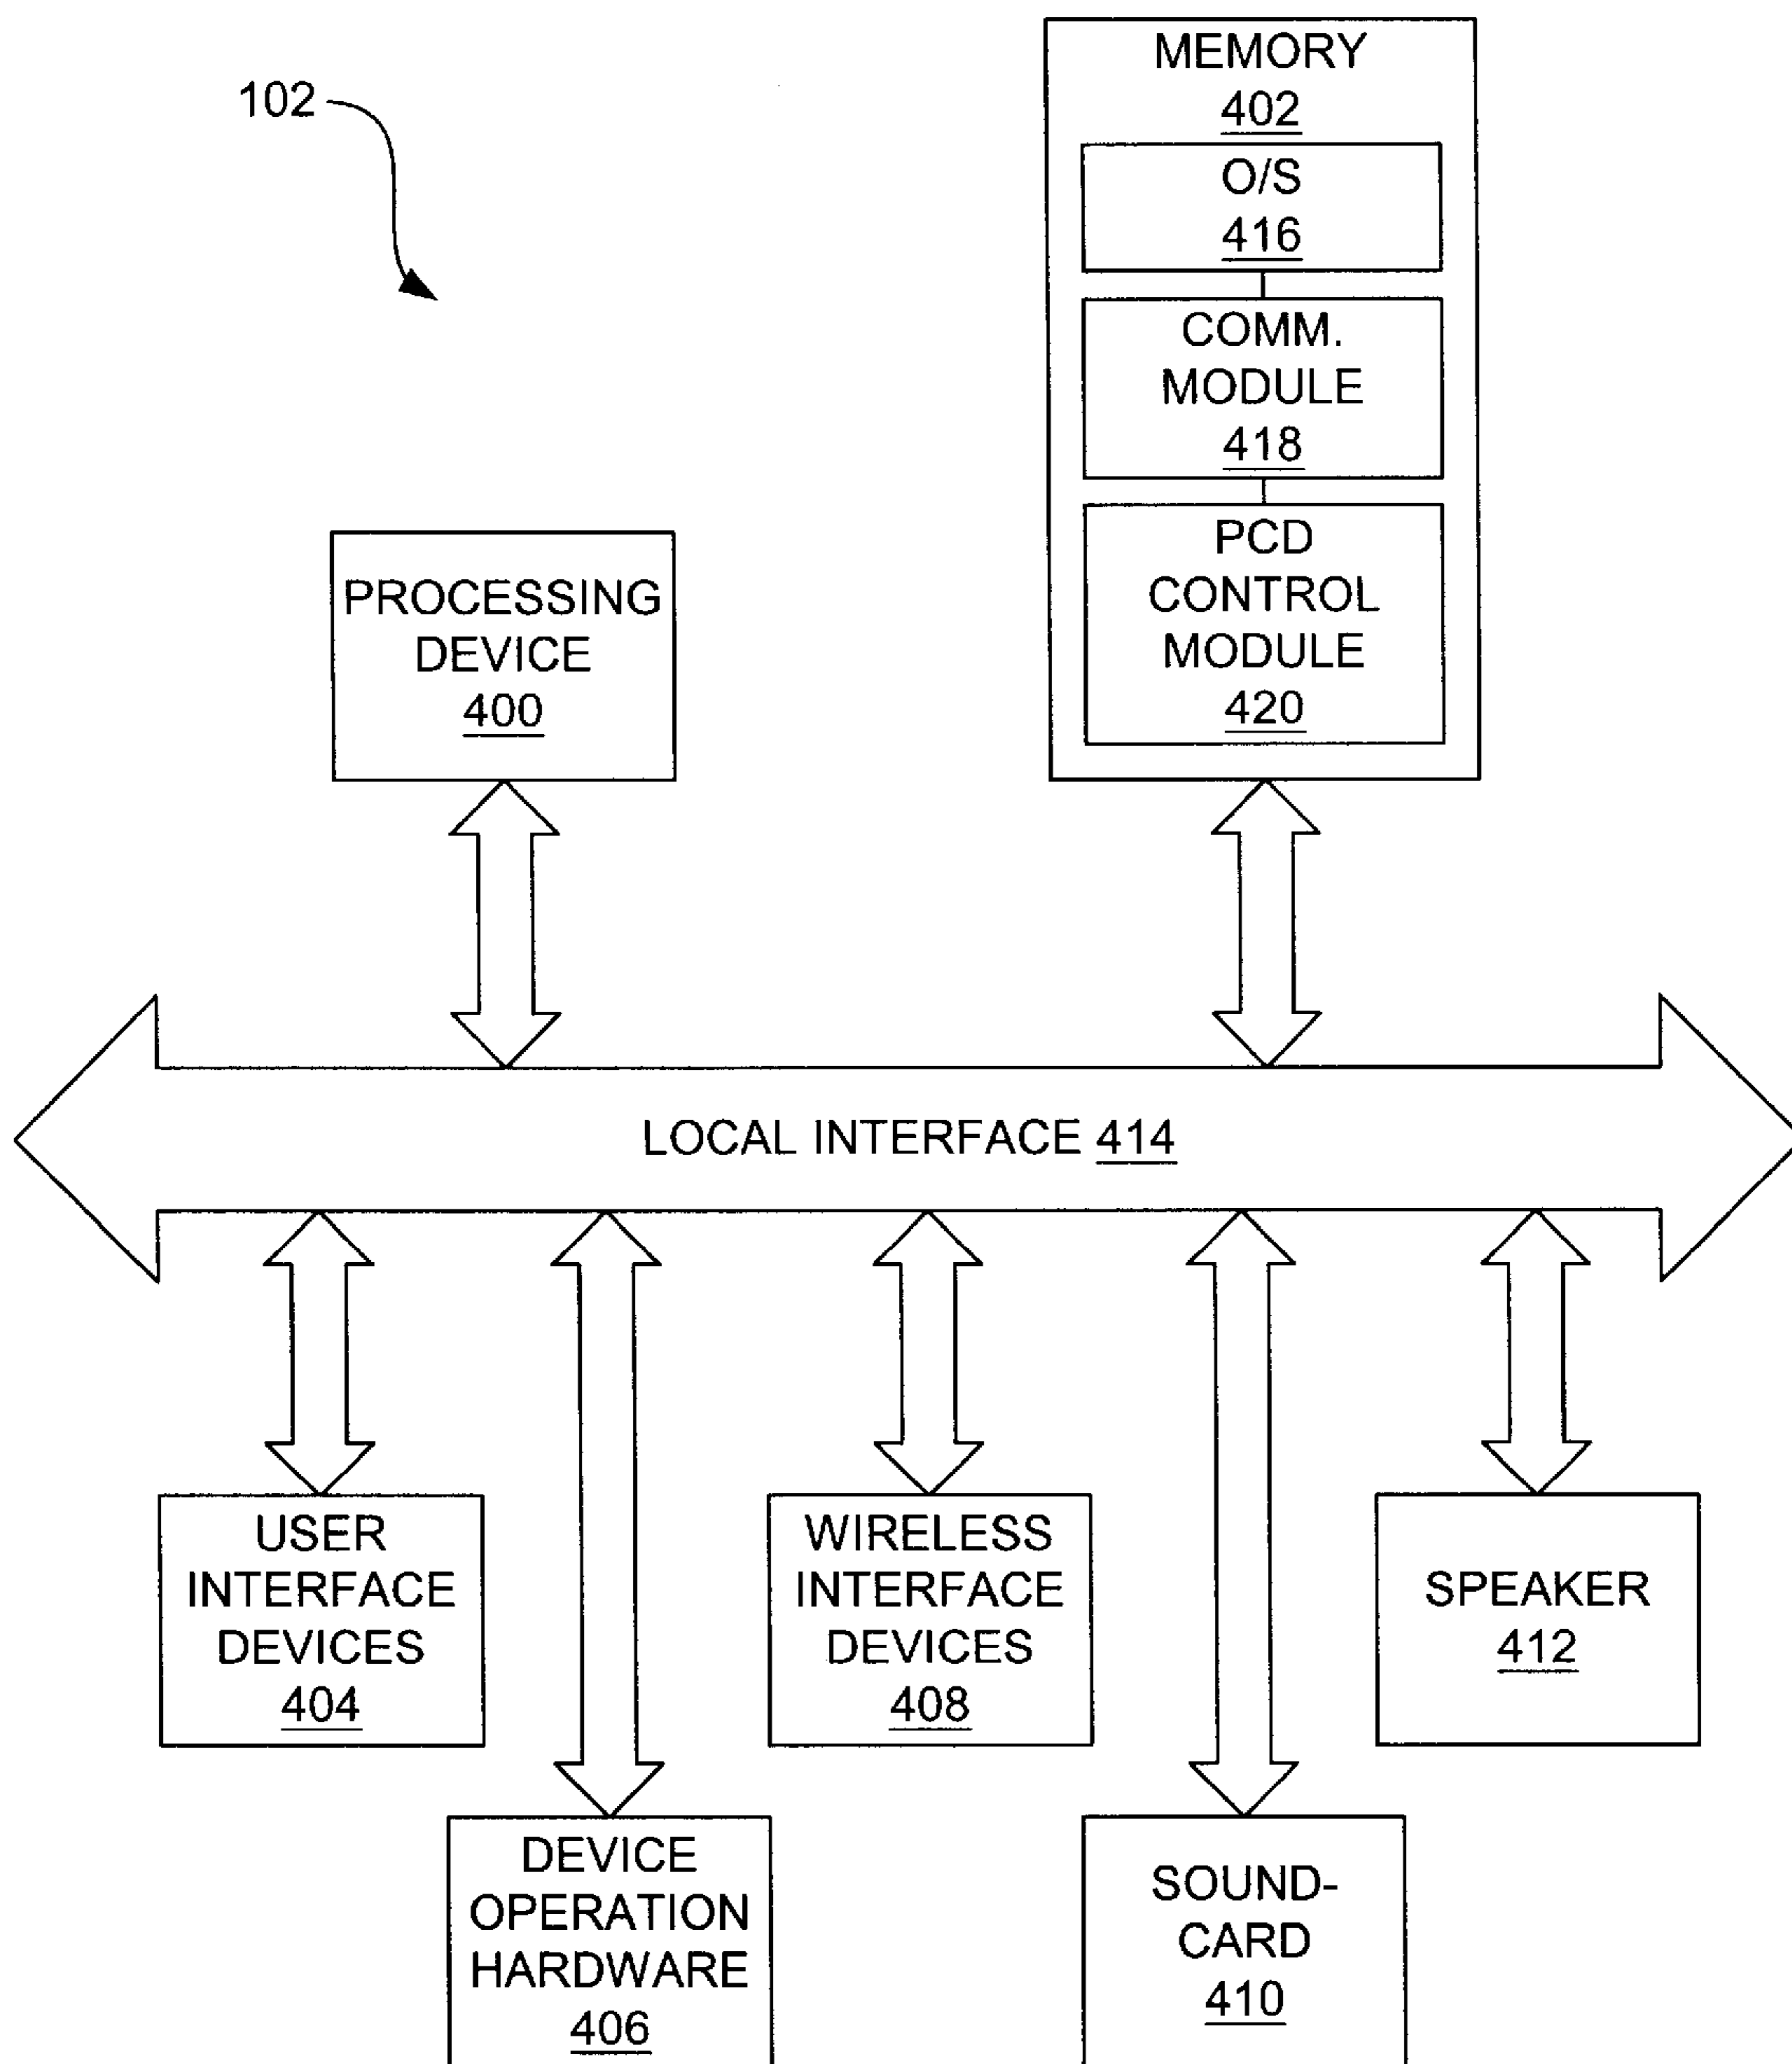 102
MEMORY
402
O/S
416
COMM.
MODULE
418
PCD
CONTROL
MODULE
420
PROCESSING
DEVICE
400
LOCAL INTERFACE 414
USER
INTERFACE
DEVICES
404
WIRELESS
INTERFACE
DEVICES
408
SPEAKER
412
DEVICE
OPERATION
HARDWARE
406
SOUND-
CARD
410